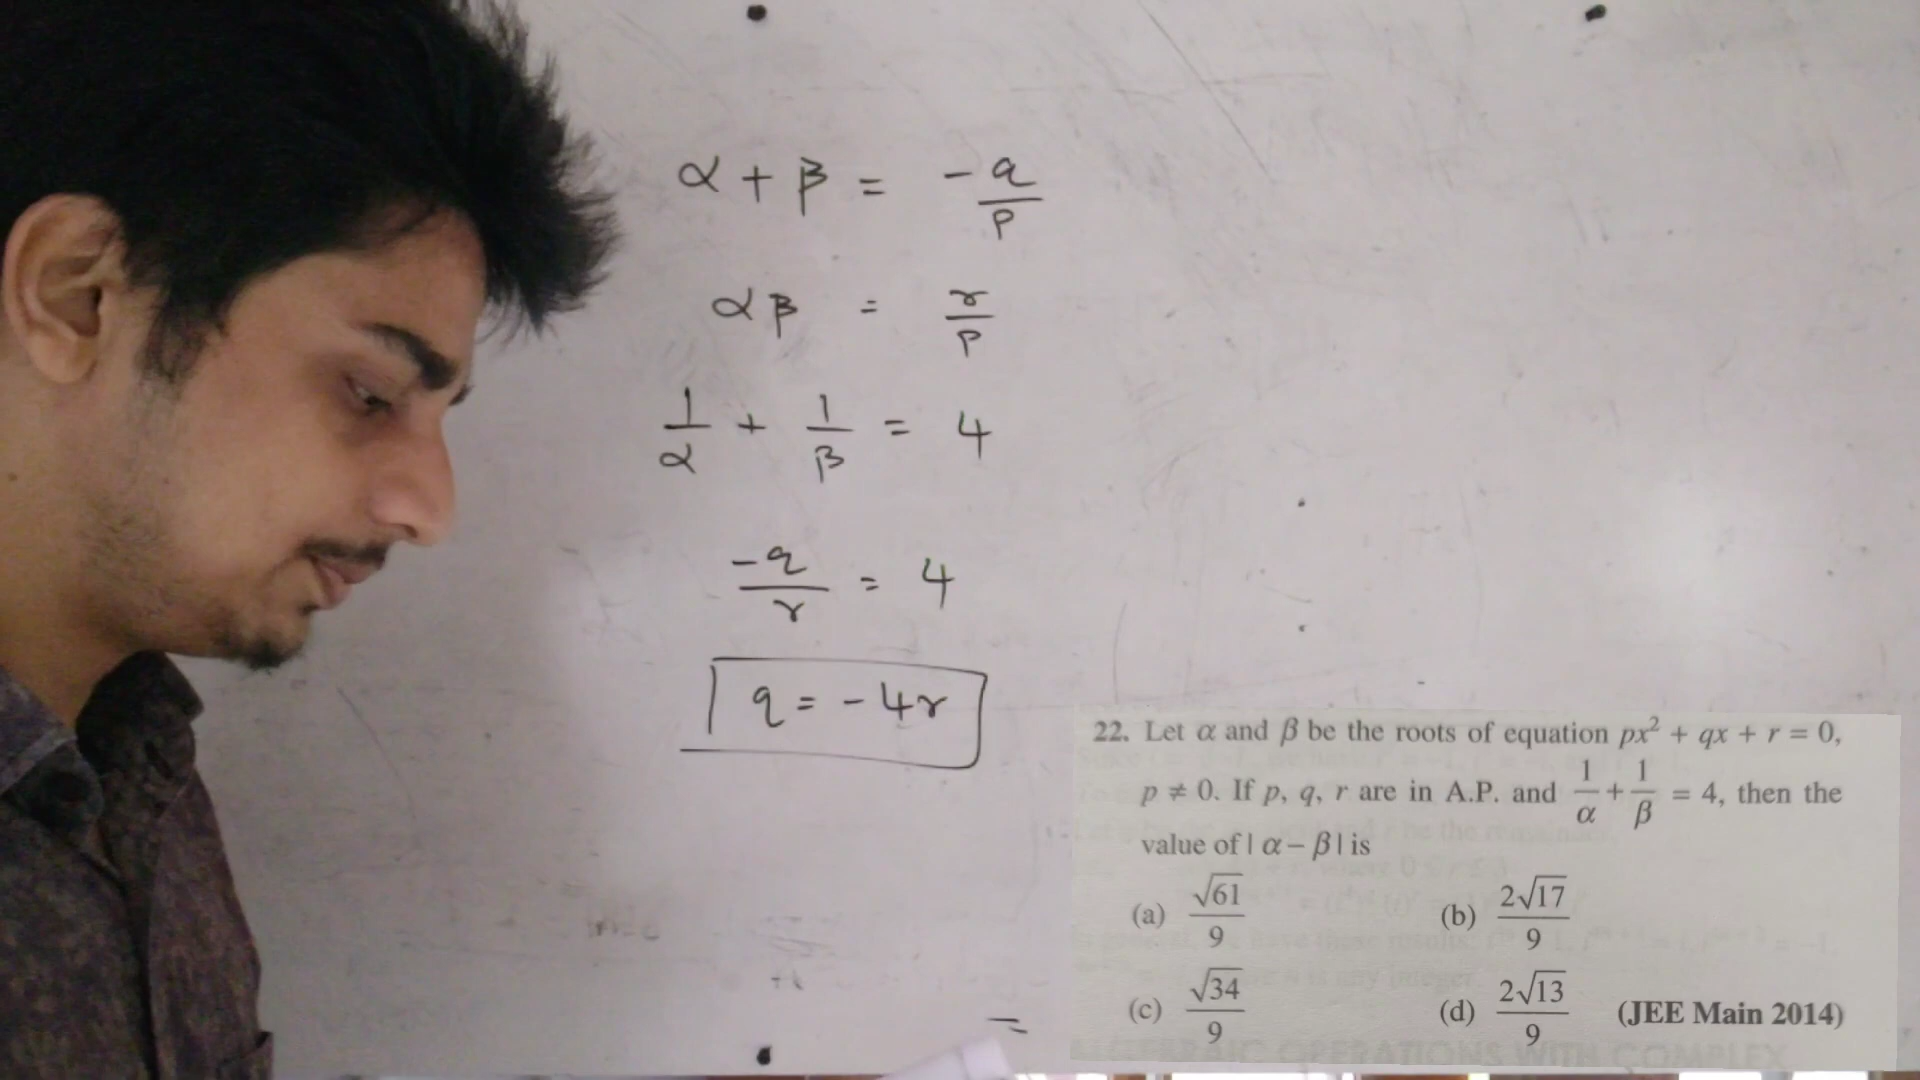 α + β = -q/p
αβ = r/p
1/α + 1/β = 4
-q/r = 4
q = -4r
=
22. Let α and β be the roots of equation px² + qx + r = 0,
p ≠ 0. If p, q, r are in A.P. and 1/α + 1/β = 4, then the
value of | α – β | is
(a) √61/9 (b) 2√17/9
(c) √34/9 (d) 2√13/9 (JEE Main 2014)